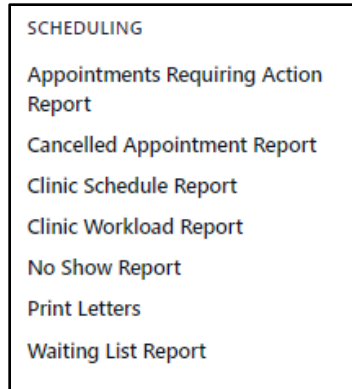 SCHEDULING
Appointments Requiring Action
Report
Cancelled Appointment Report
Clinic Schedule Report
Clinic Workload Report
No Show Report
Print Letters
Waiting List Report